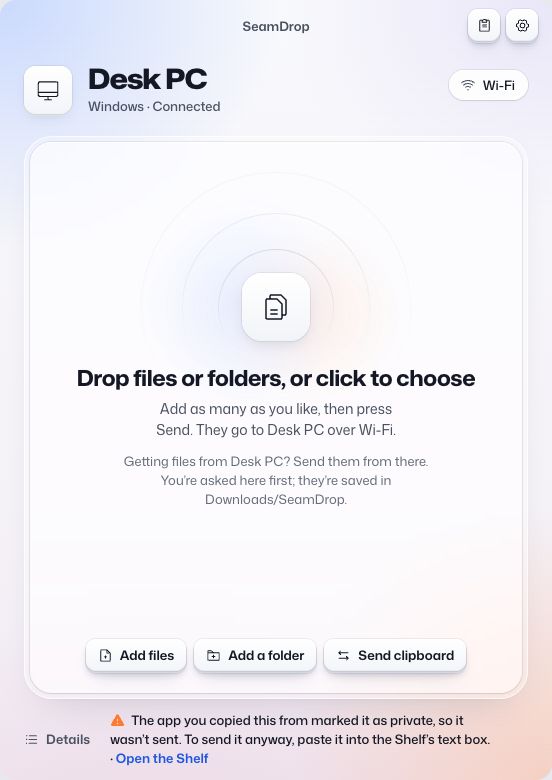 SeamDrop
Desk PC
Windows · Connected
Wi-Fi
Drop files or folders, or click to choose
Add as many as you like, then press
Send. They go to Desk PC over Wi-Fi.
Getting files from Desk PC? Send them from there.
You’re asked here first; they’re saved in
Downloads/SeamDrop.
Add files
Add a folder
Send clipboard
Details
The app you copied this from marked it as private, so it
wasn’t sent. To send it anyway, paste it into the Shelf’s text box.
· Open the Shelf